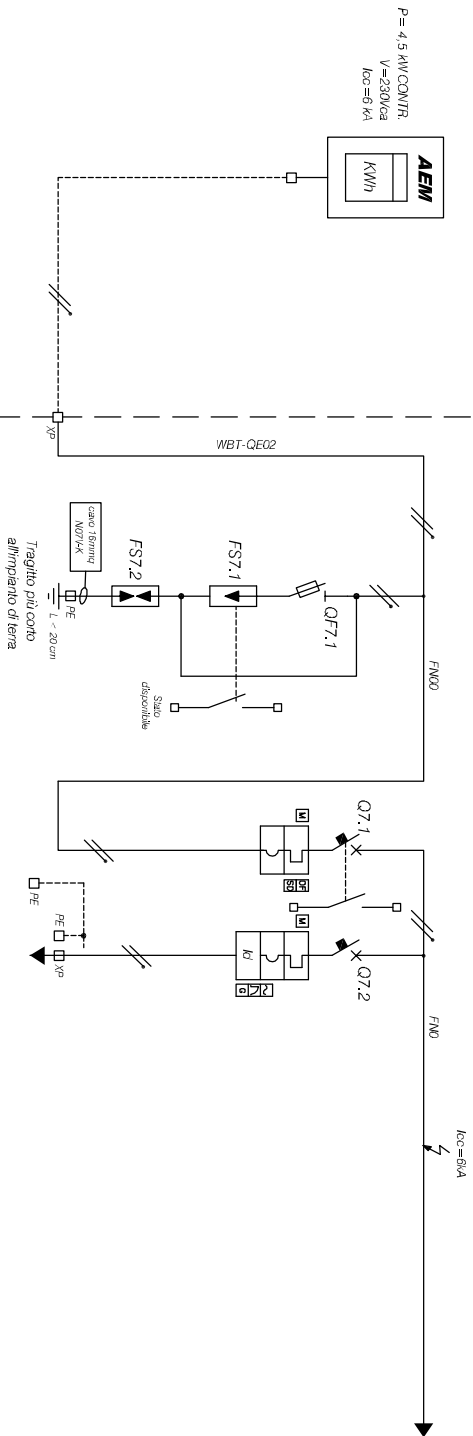 P= 4,5 kW CONTR.
V=230Vca
Icc=6 kA
AEM
KWh
XP
WBT-QE02
cavo 16mmq
N07V-K
PE
L < 20 cm
Tragitto più corto
all'impianto di terra
FS7.2
FS7.1
QF7.1
Stato
disponibile
FN00
Q7.1
M
OF
SD
M
Q7.2
Id
G
PE
PE
XP
FN0
Icc=6kA